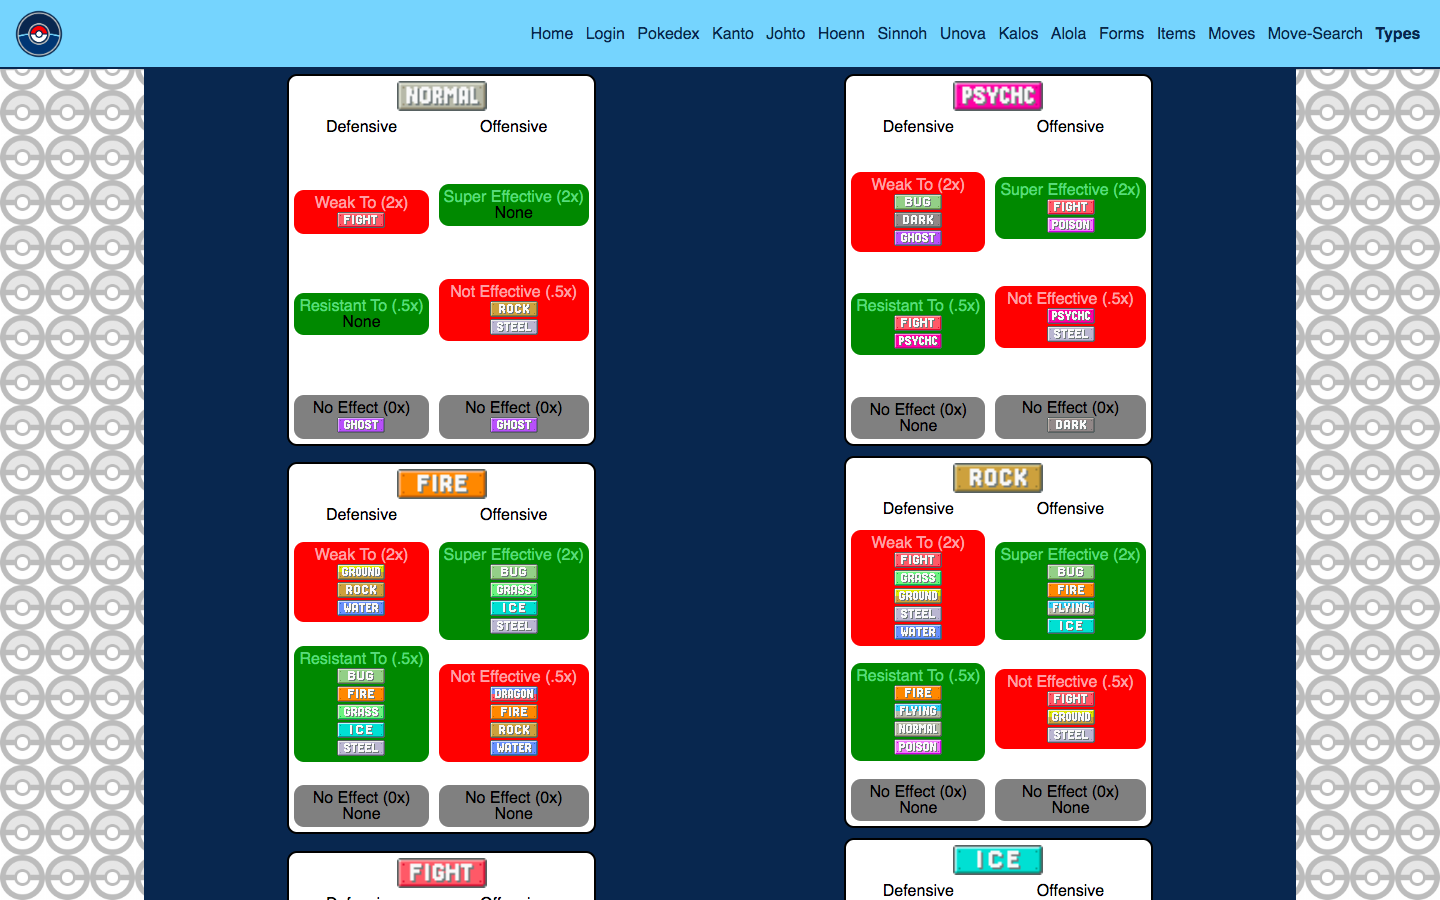 Home Login Pokedex Kanto Johto Hoenn Sinnoh Unova Kalos Alola Forms Items Moves Move-Search Types
NORMAL
Defensive Offensive
Weak To (2x)
FIGHT
Super Effective (2x)
None
Resistant To (.5x)
None
Not Effective (.5x)
ROCK
STEEL
No Effect (0x)
GHOST
No Effect (0x)
GHOST
PSYCHC
Defensive Offensive
Weak To (2x)
BUG
DARK
GHOST
Super Effective (2x)
FIGHT
POISON
Resistant To (.5x)
FIGHT
PSYCHC
Not Effective (.5x)
PSYCHC
STEEL
No Effect (0x)
None
No Effect (0x)
DARK
FIRE
Defensive Offensive
Weak To (2x)
GROUND
ROCK
WATER
Super Effective (2x)
BUG
GRASS
ICE
STEEL
Resistant To (.5x)
BUG
FIRE
GRASS
ICE
STEEL
Not Effective (.5x)
DRAGON
FIRE
ROCK
WATER
No Effect (0x)
None
No Effect (0x)
None
ROCK
Defensive Offensive
Weak To (2x)
FIGHT
GRASS
GROUND
STEEL
WATER
Super Effective (2x)
BUG
FIRE
FLYING
ICE
Resistant To (.5x)
FIRE
FLYING
NORMAL
POISON
Not Effective (.5x)
FIGHT
GROUND
STEEL
No Effect (0x)
None
No Effect (0x)
None
FIGHT
Defensive Offensive
ICE
Defensive Offensive